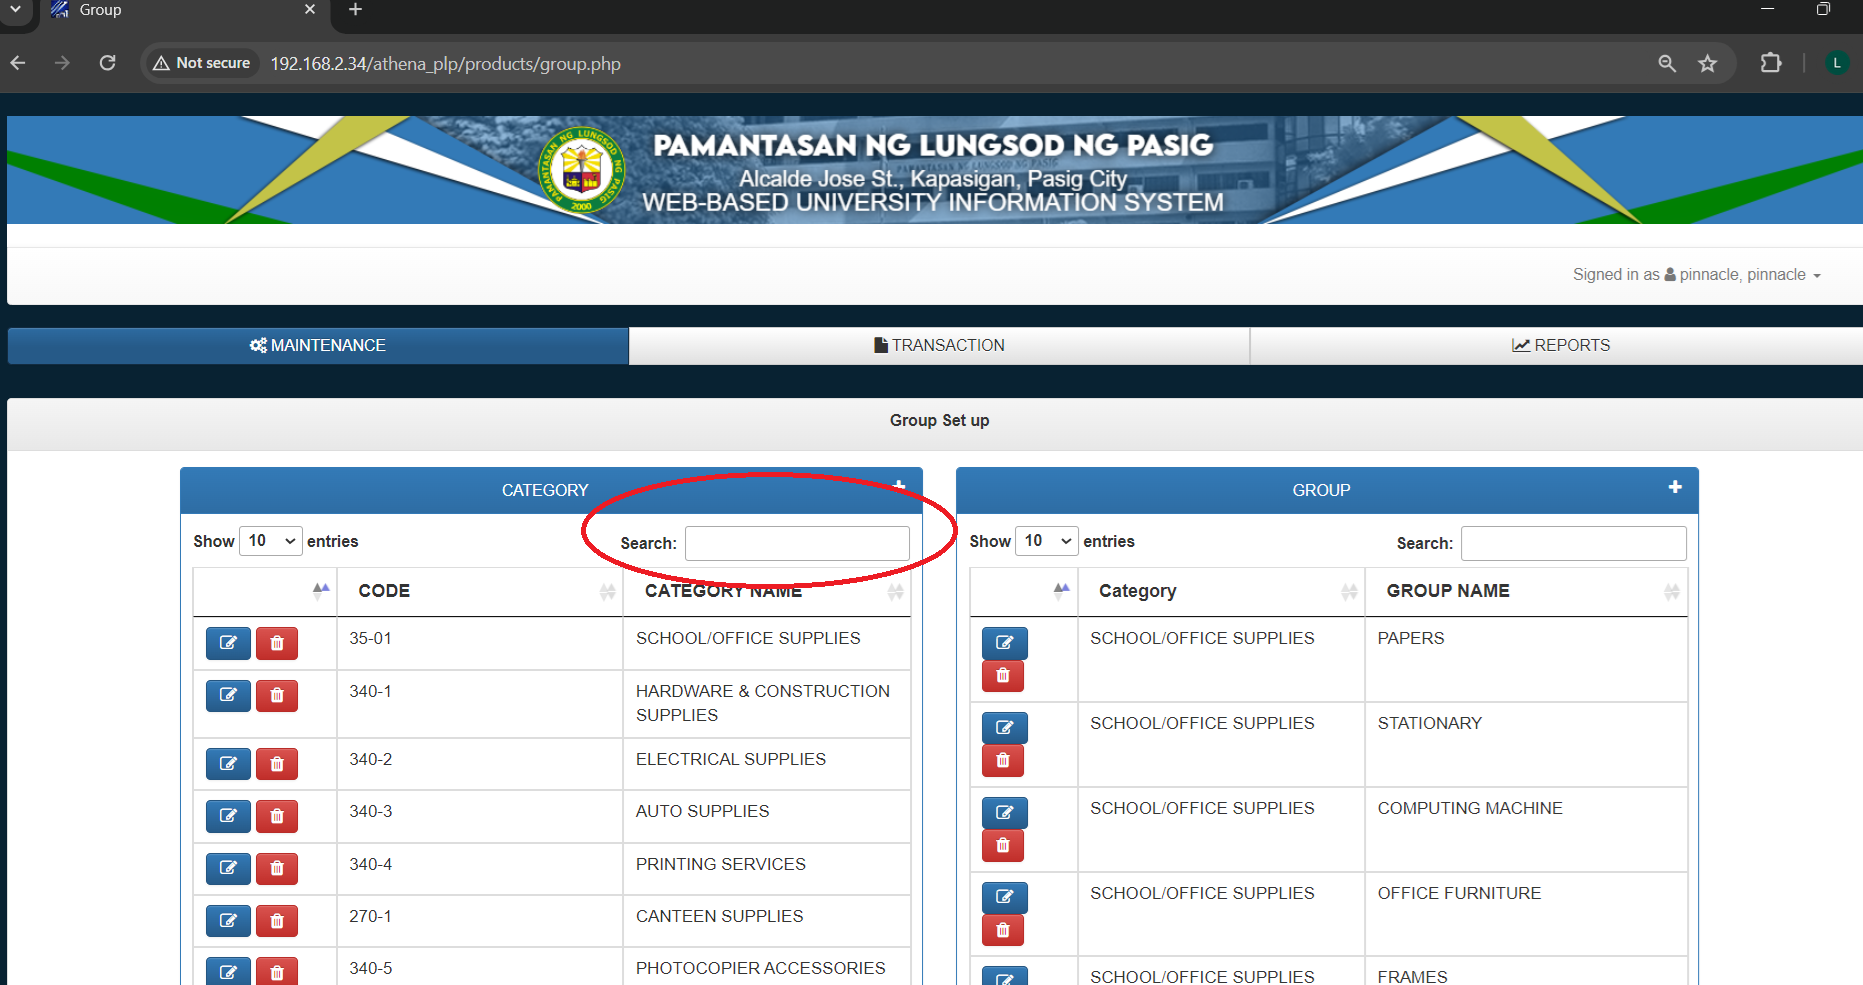 Group
Not secure
192.168.2.34/athena_plp/products/group.php
L
PAMANTASAN NG LUNGSOD NG PASIG
PAMANTASAN NG LUNGSOD NG PASIG
2000
Alcalde Jose St., Kapasigan, Pasig City
WEB-BASED UNIVERSITY INFORMATION SYSTEM
Signed in as pinnacle, pinnacle
MAINTENANCE
TRANSACTION
REPORTS
Group Set up
CATEGORY
Show 10 entries
Search:
CODE CATEGORY NAME
35-01 SCHOOL/OFFICE SUPPLIES
340-1 HARDWARE & CONSTRUCTION
SUPPLIES
340-2 ELECTRICAL SUPPLIES
340-3 AUTO SUPPLIES
340-4 PRINTING SERVICES
270-1 CANTEEN SUPPLIES
340-5 PHOTOCOPIER ACCESSORIES
GROUP
Show 10 entries
Search:
Category GROUP NAME
SCHOOL/OFFICE SUPPLIES PAPERS
SCHOOL/OFFICE SUPPLIES STATIONARY
SCHOOL/OFFICE SUPPLIES COMPUTING MACHINE
SCHOOL/OFFICE SUPPLIES OFFICE FURNITURE
SCHOOL/OFFICE SUPPLIES FRAMES